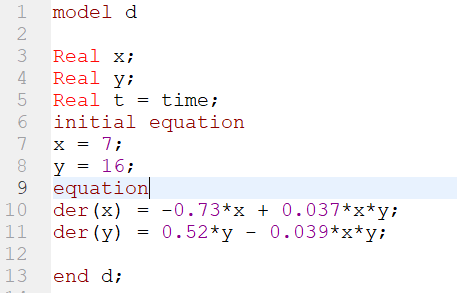 1 model d
2
3 Real x;
4 Real y;
5 Real t = time;
6 initial equation
7 x = 7;
8 y = 16;
9 equation
10 der(x) = -0.73*x + 0.037*x*y;
11 der(y) = 0.52*y - 0.039*x*y;
12
13 end d;